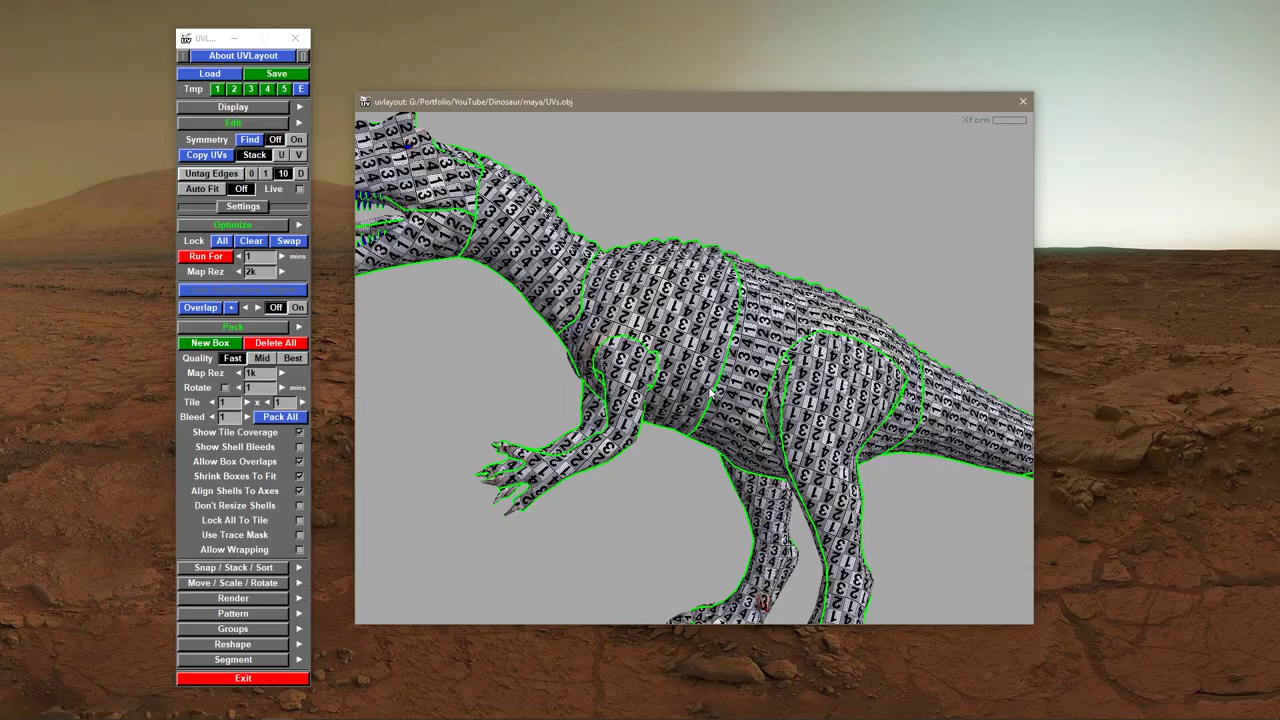 UVL...
About UVLayout
Load Save
Tmp 1 2 3 4 5 E
Display
Edit
Symmetry Find Off On
Copy UVs Stack U V
Untag Edges 0 1 10 D
Auto Fit Off Live
Settings
Optimize
Lock All Clear Swap
Run For 1 mins
Map Rez 2k
Overlap + Off On
Pack
New Box Delete All
Quality Fast Mid Best
Map Rez 1k
Rotate 1 mins
Tile 1 x 1
Bleed 1 Pack All
Show Tile Coverage
Show Shell Bleeds
Allow Box Overlaps
Shrink Boxes To Fit
Align Shells To Axes
Don't Resize Shells
Lock All To Tile
Use Trace Mask
Allow Wrapping
Snap / Stack / Sort
Move / Scale / Rotate
Render
Pattern
Groups
Reshape
Segment
Exit
uvlayout: G:/Portfolio/YouTube/Dinosaur/maya/UVs.obj
Xform